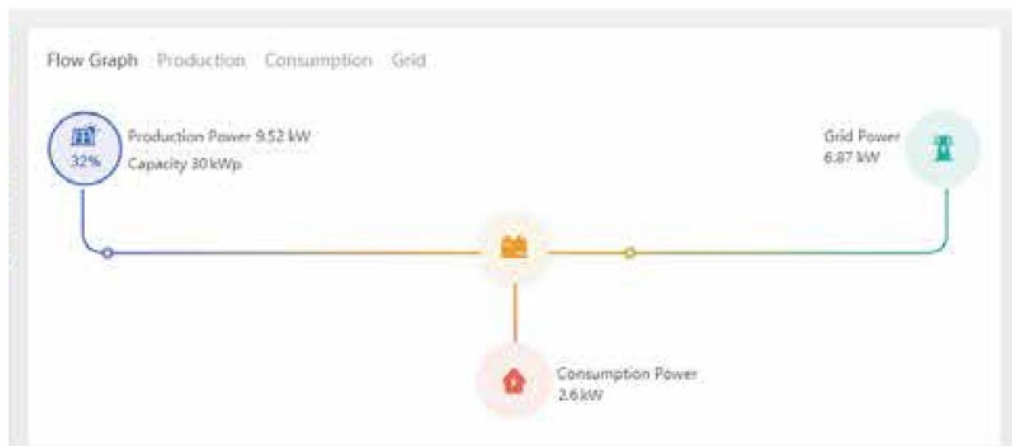 Flow Graph Production Consumption Grid
Production Power 9.52 kW
Capacity 30 kWp
32%
Grid Power
6.87 kW
Consumption Power
2.6 kW